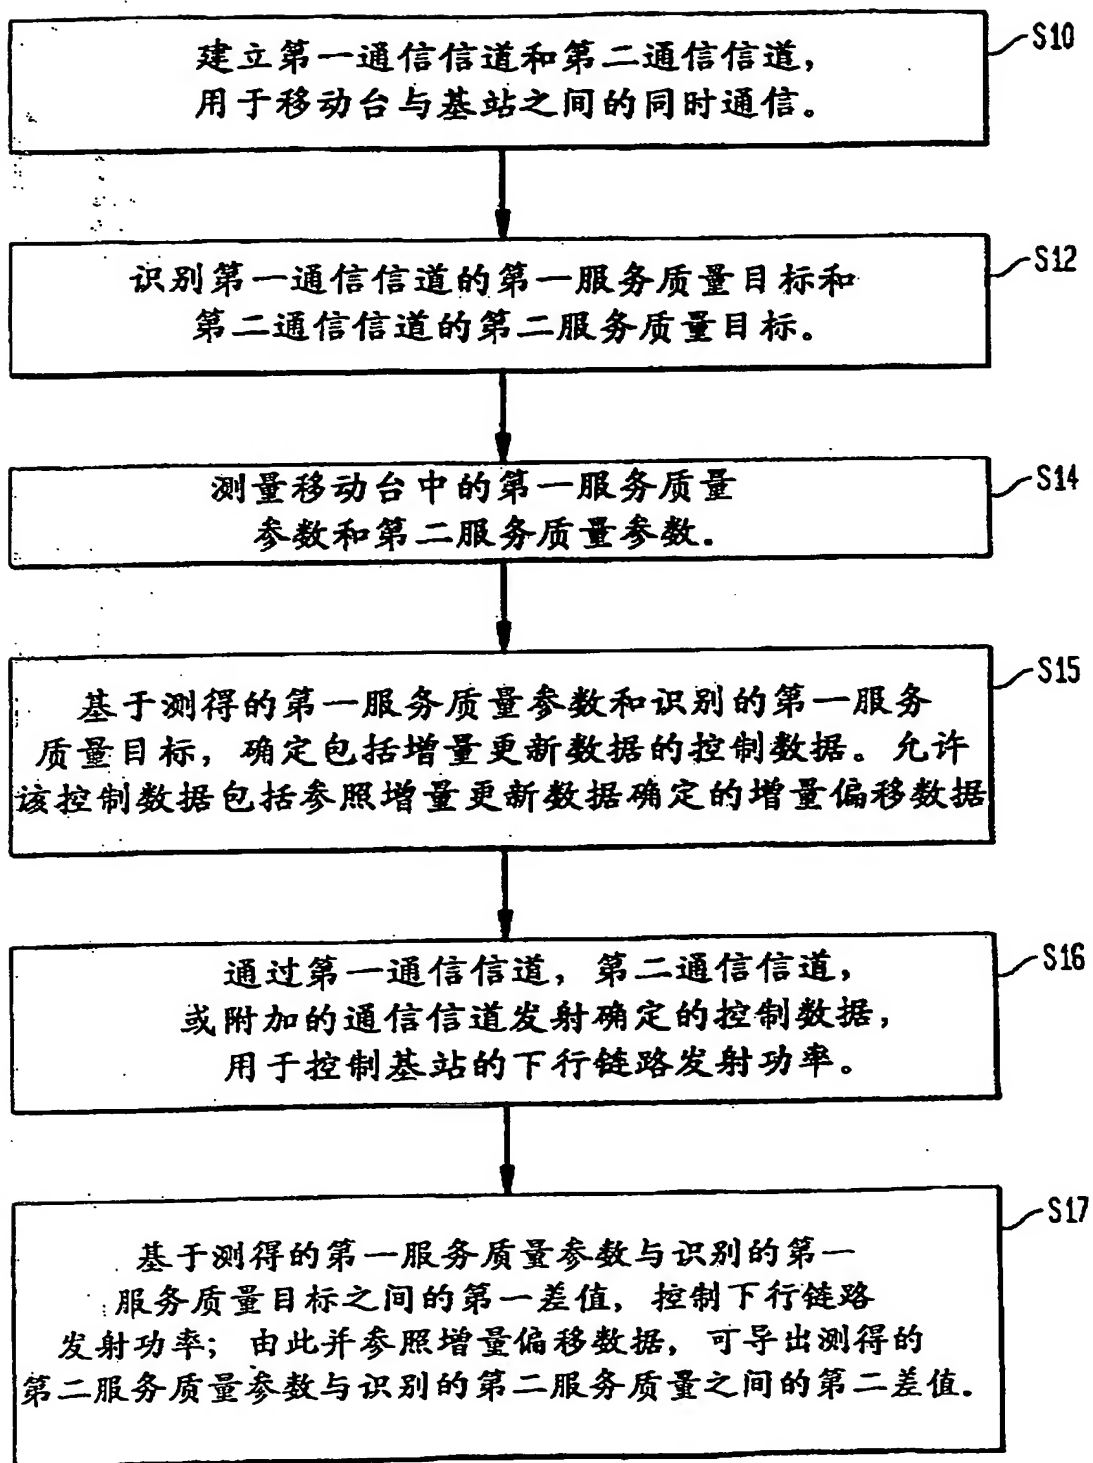 S10
建立第一通信信道和第二通信信道,
用于移动台与基站之间的同时通信。
S12
识别第一通信信道的第一服务质量目标和
第二通信信道的第二服务质量目标。
S14
测量移动台中的第一服务质量
参数和第二服务质量参数.
S15
基于测得的第一服务质量参数和识别的第一服务
质量目标, 确定包括增量更新数据的控制数据。允许
该控制数据包括参照增量更新数据确定的增量偏移数据
S16
通过第一通信信道, 第二通信信道,
或附加的通信信道发射确定的控制数据,
用于控制基站的下行链路发射功率。
S17
基于测得的第一服务质量参数与识别的第一
服务质量目标之间的第一差值, 控制下行链路
发射功率; 由此并参照增量偏移数据, 可导出测得的
第二服务质量参数与识别的第二服务质量之间的第二差值.